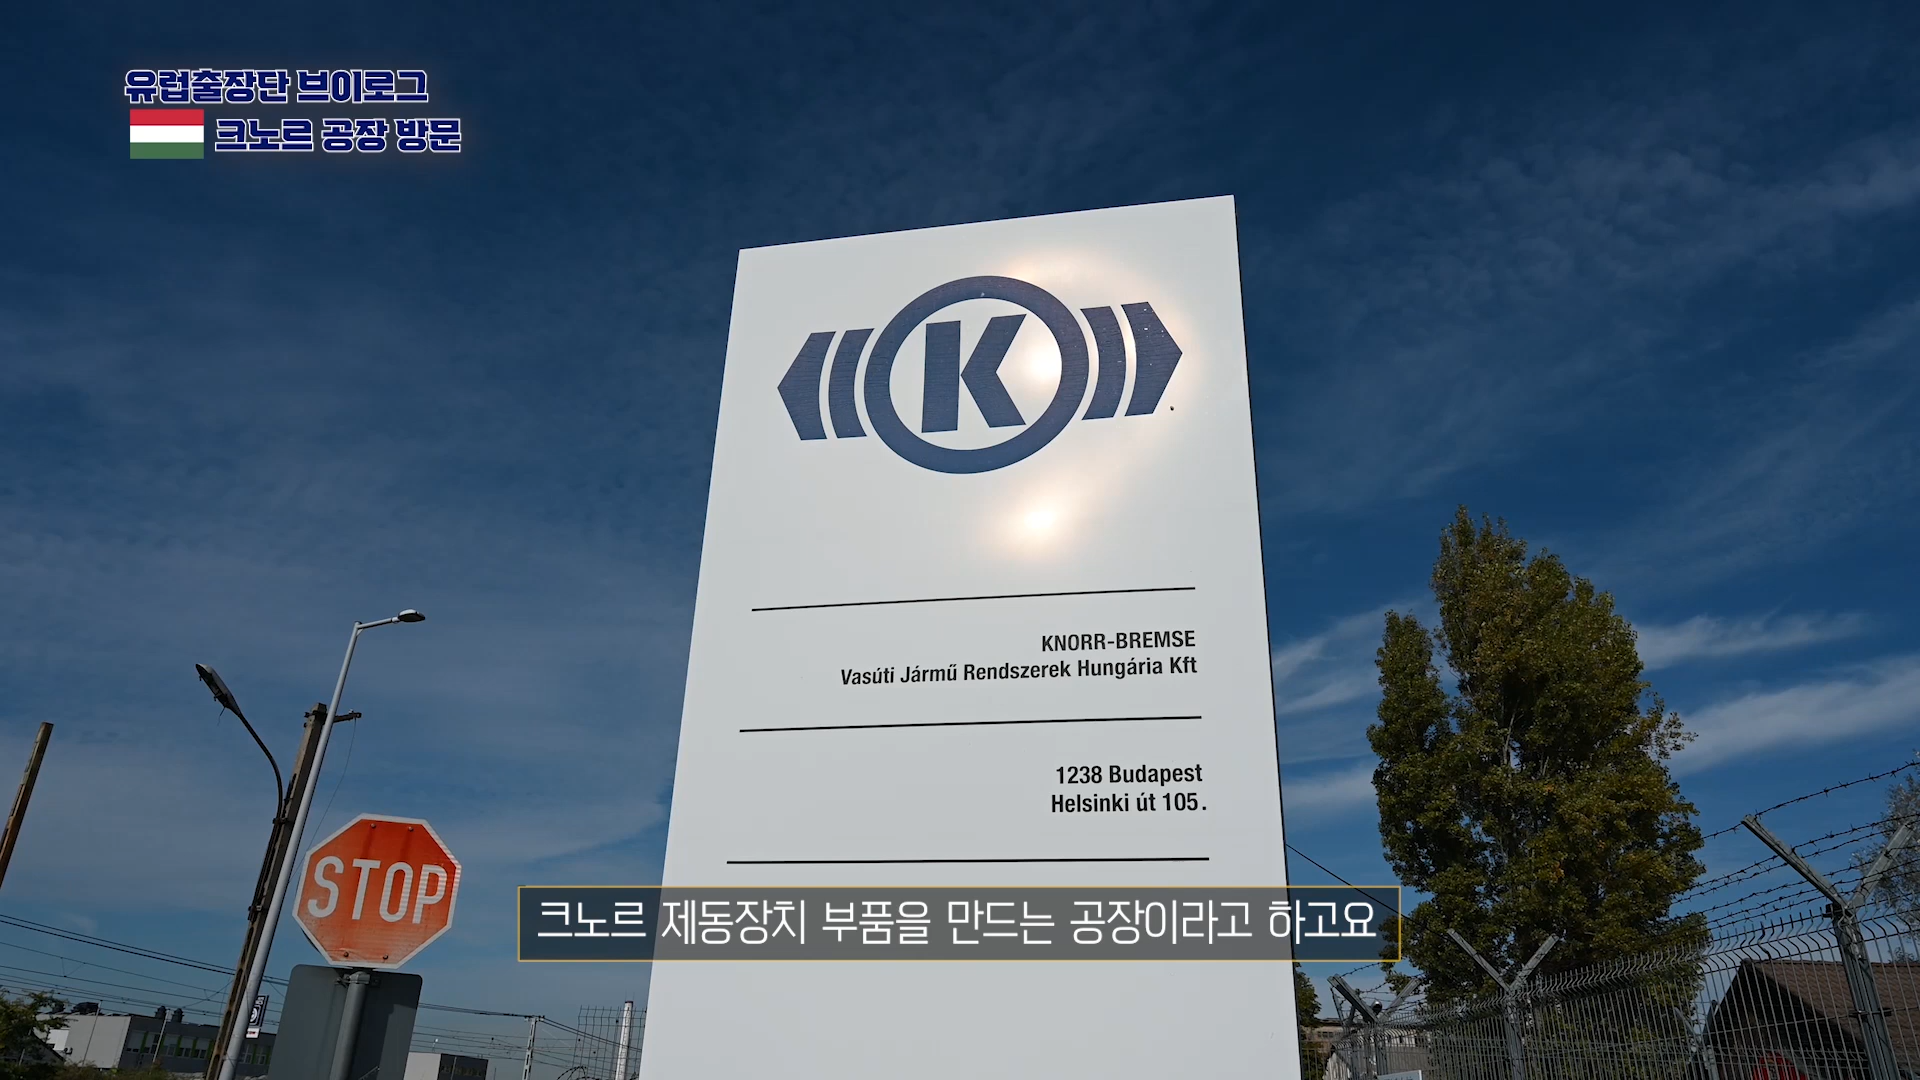 유럽출장단 브이로그
크노르 공장 방문
K
KNORR-BREMSE
Vasúti Jármű Rendszerek Hungária Kft
1238 Budapest
Helsinki út 105.
STOP
크노르 제동장치 부품을 만드는 공장이라고 하고요